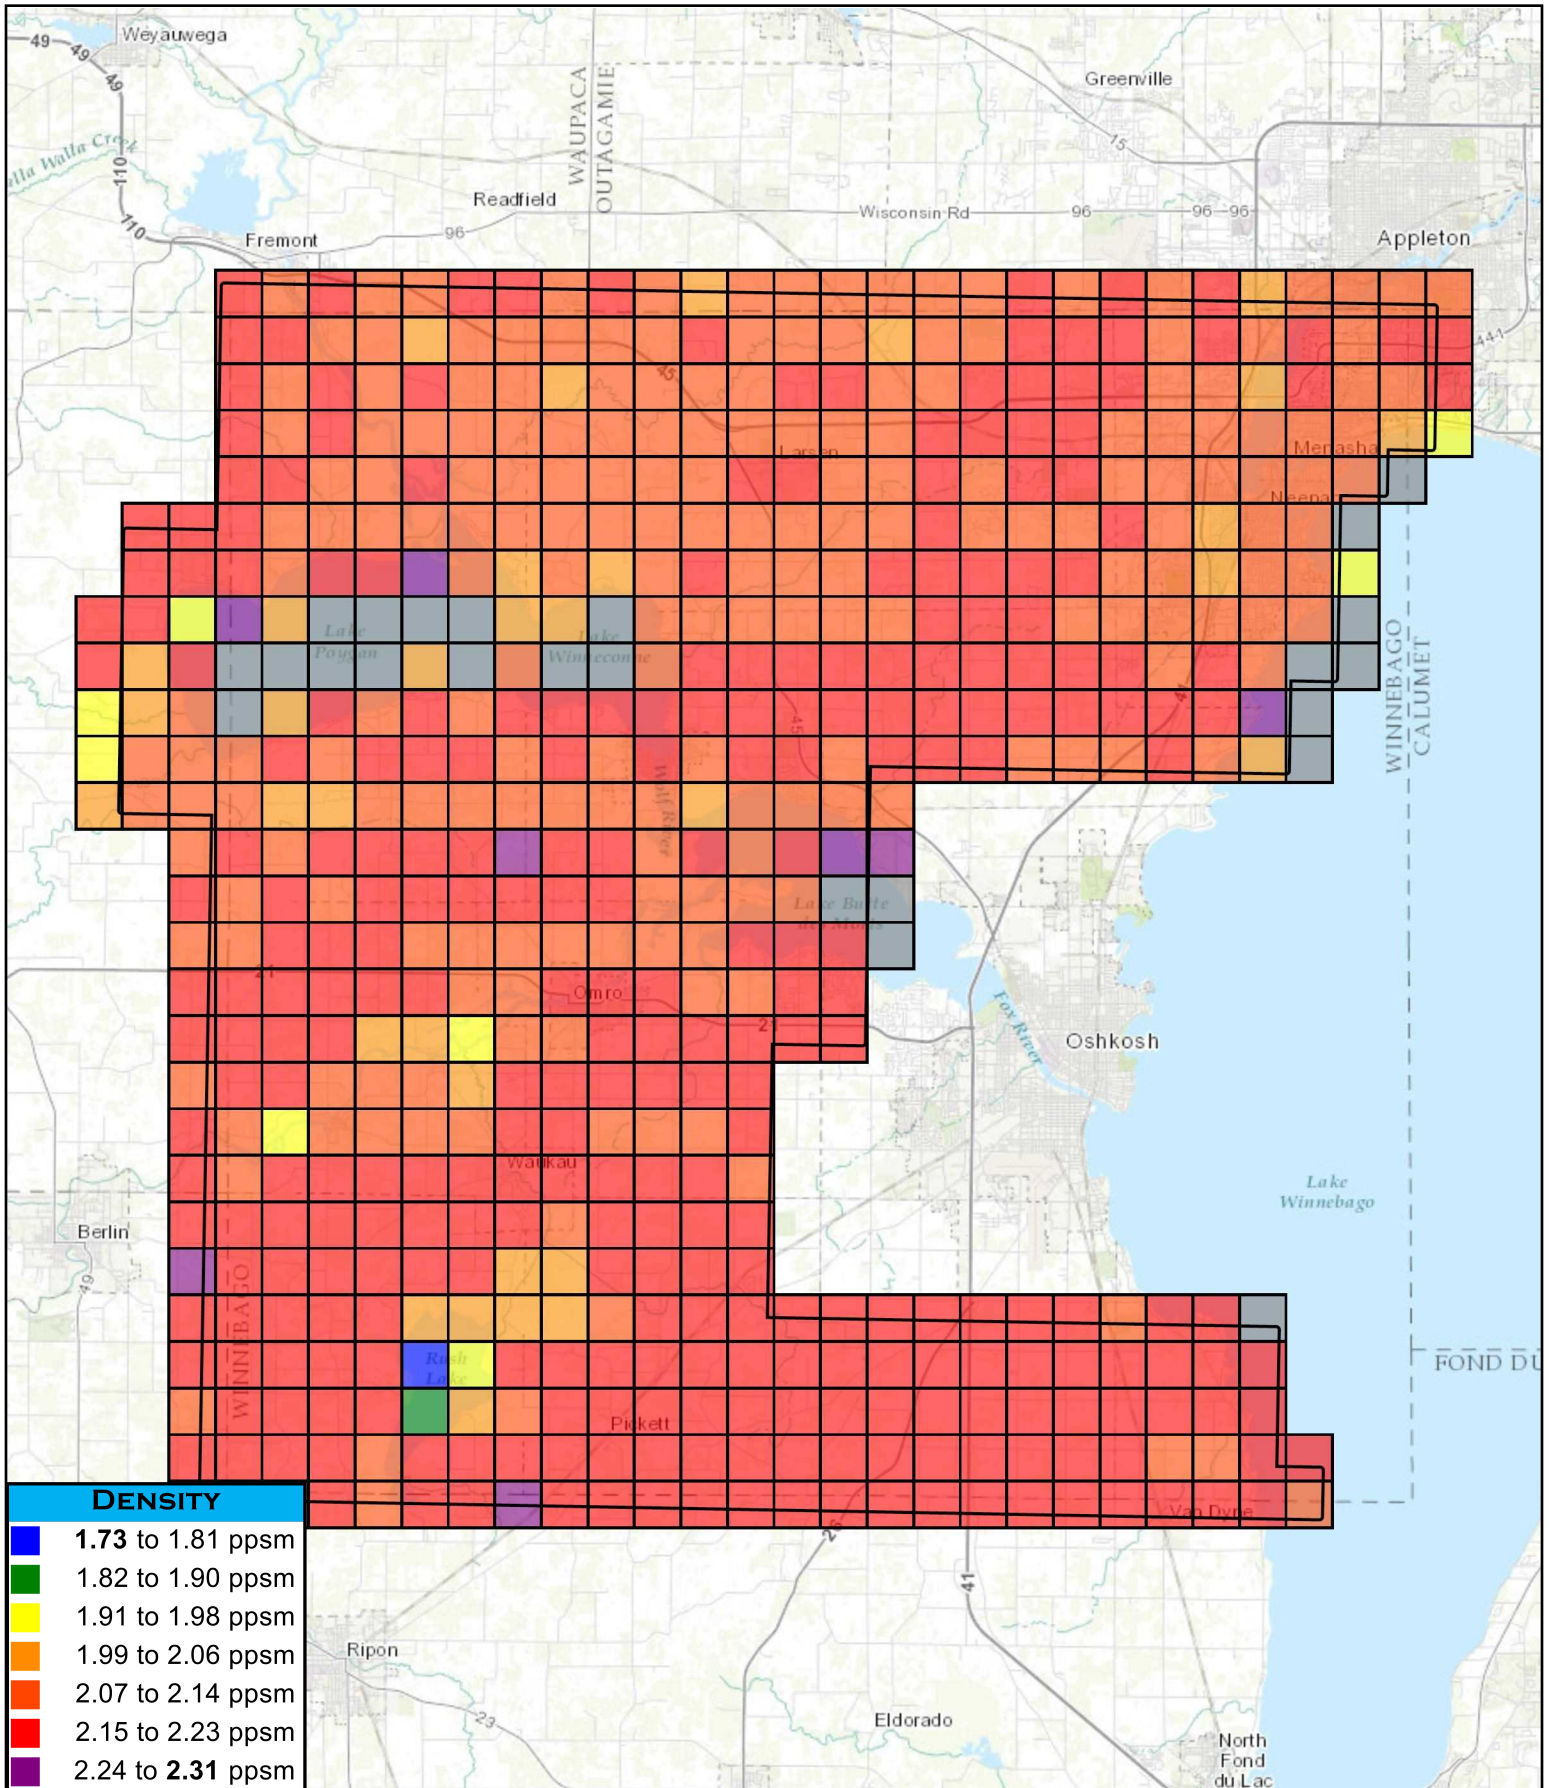 Weyauwega
49
49
49
Greenville
WAUPACA
OUTAGAMIE
15
110
Readfield
Wisconsin Rd
96
96
96
110
96
Fremont
Appleton
441
45
Larsen
Menasha
Neenah
Lake
Poygan
Lake
Winneconne
WINNEBAGO
CALUMET
41
45
Wolf River
Lake Butte
des Morts
21
Omro
21
Fox River
Oshkosh
Waukau
Lake
Winnebago
Berlin
49
WINNEBAGO
Rush
Lake
FOND DU
Pickett
Van Dyne
26
41
DENSITY
1.73 to 1.81 ppsm
1.82 to 1.90 ppsm
1.91 to 1.98 ppsm
1.99 to 2.06 ppsm
2.07 to 2.14 ppsm
2.15 to 2.23 ppsm
2.24 to 2.31 ppsm
Ripon
23
Eldorado
North
Fond
du Lac